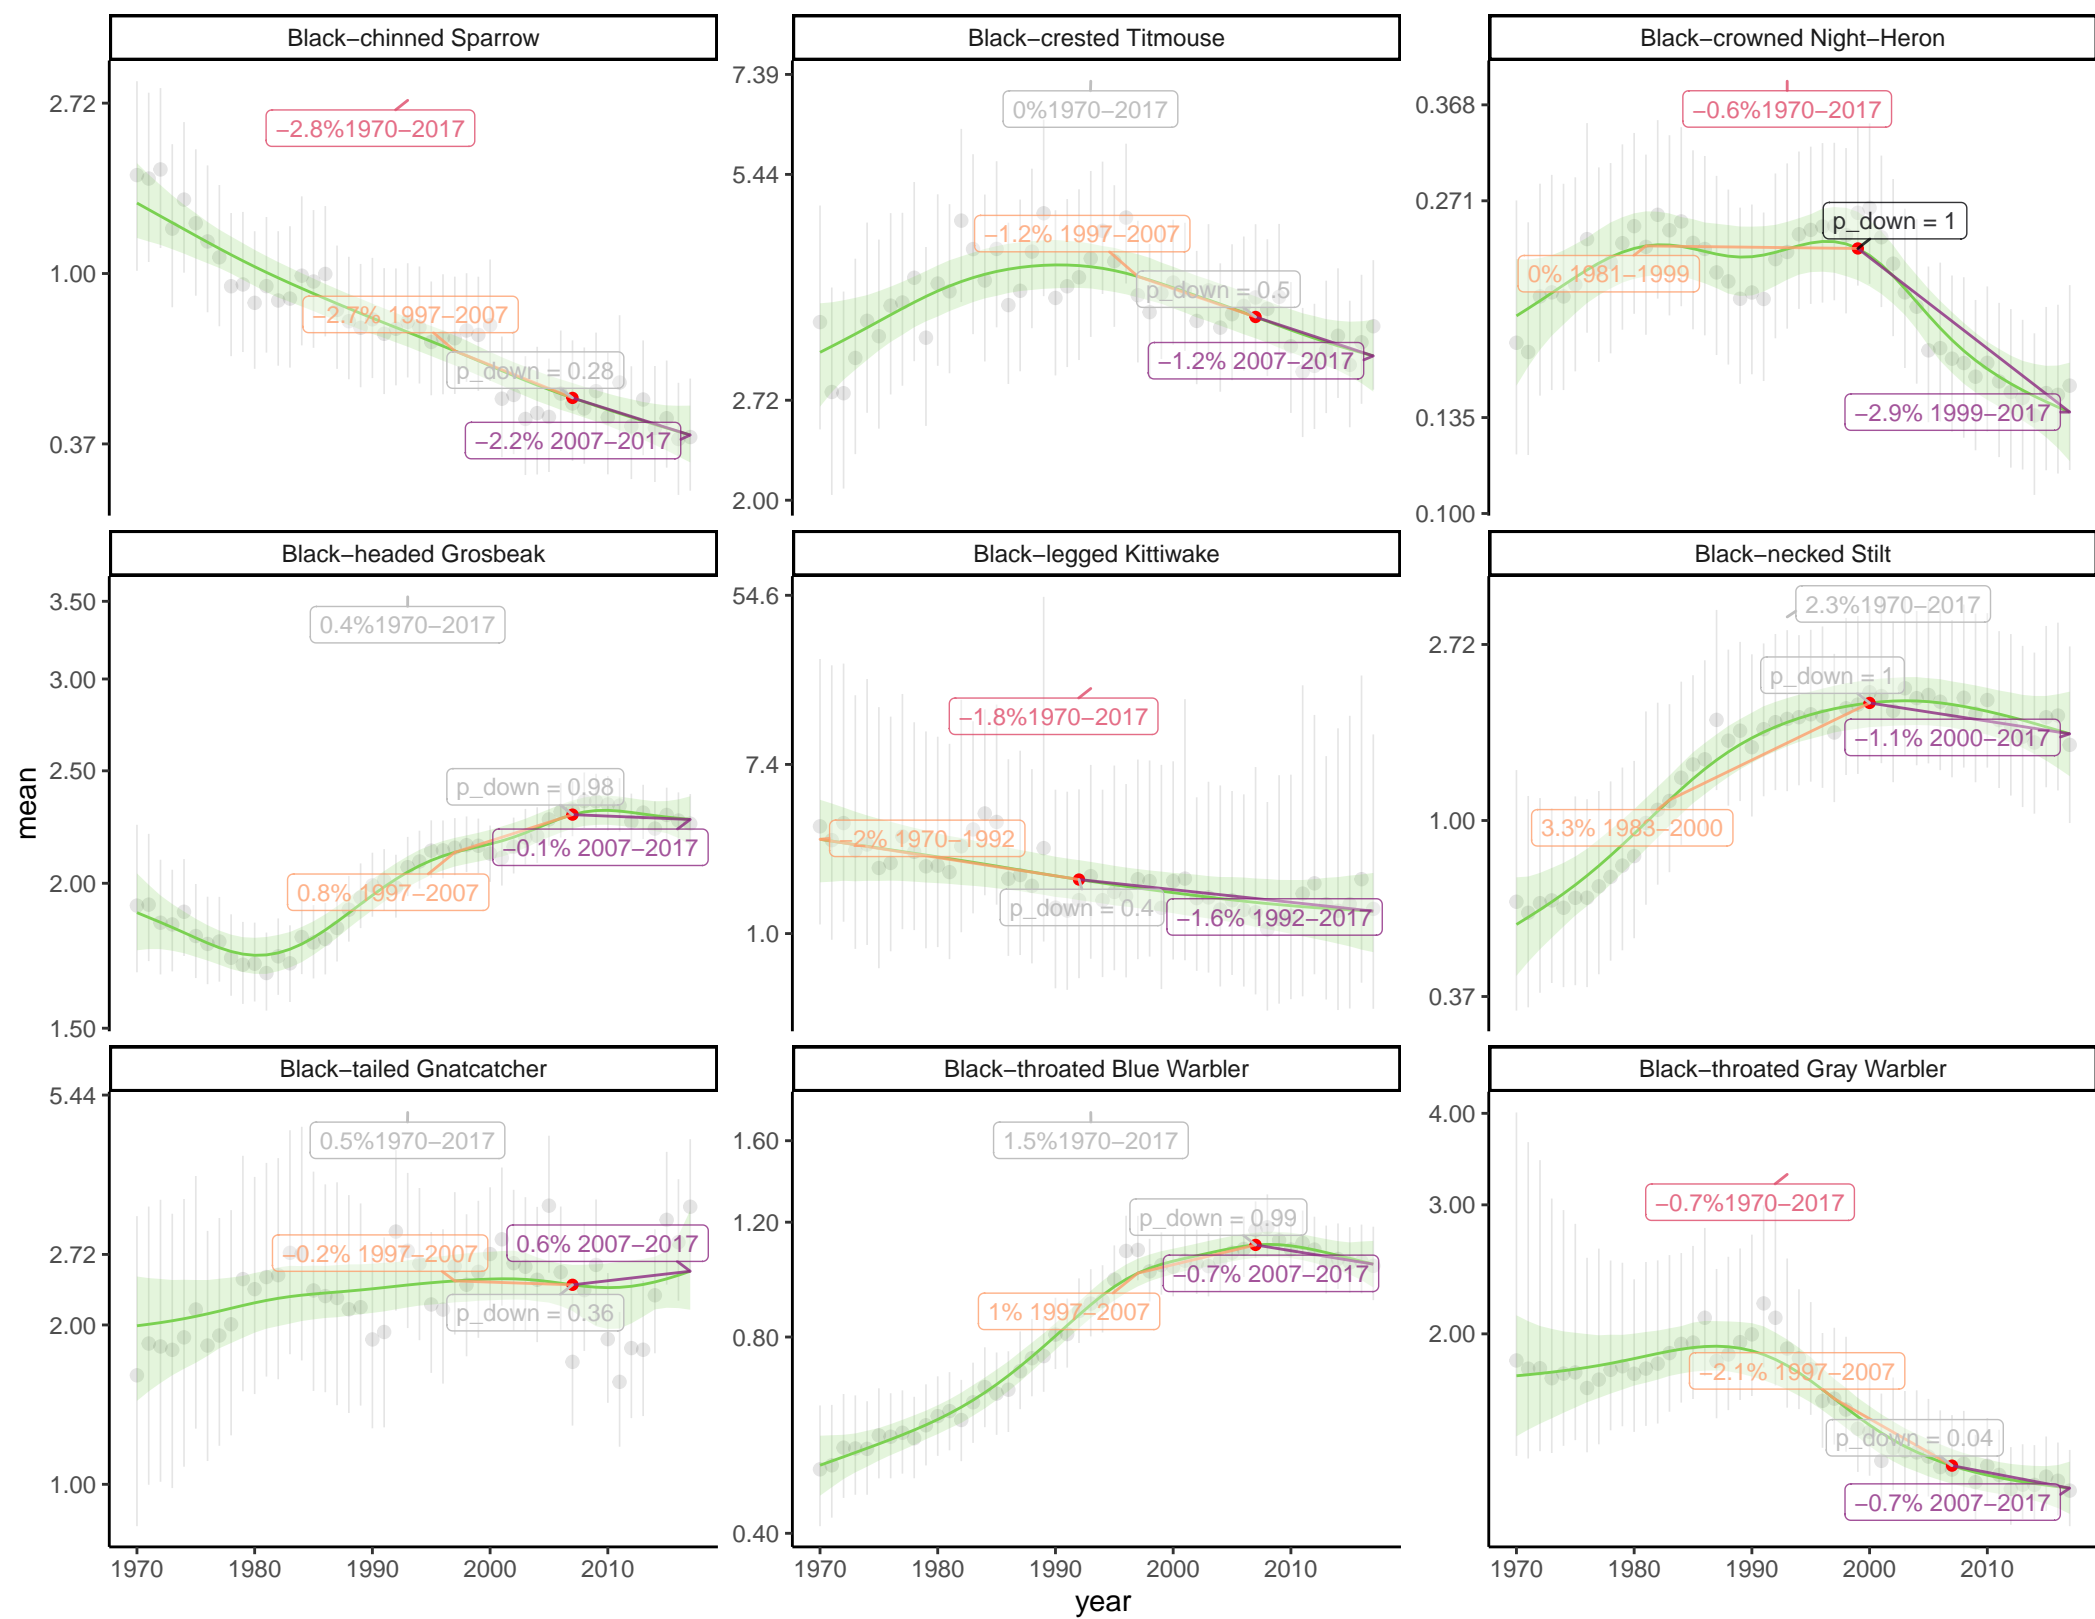 Black−chinned Sparrow
2.72
1.00
0.37
−2.8%1970−2017
−2.7% 1997−2007
p_down = 0.28
−2.2% 2007−2017
Black−crested Titmouse
7.39
5.44
2.72
2.00
0%1970−2017
−1.2% 1997−2007
p_down = 0.5
−1.2% 2007−2017
Black−crowned Night−Heron
0.368
0.271
0.135
0.100
−0.6%1970−2017
p_down = 1
0% 1981−1999
−2.9% 1999−2017
mean
Black−headed Grosbeak
3.50
3.00
2.50
2.00
1.50
0.4%1970−2017
p_down = 0.98
−0.1% 2007−2017
0.8% 1997−2007
Black−legged Kittiwake
54.6
7.4
1.0
−1.8%1970−2017
−2% 1970−1992
p_down = 0.4
−1.6% 1992−2017
Black−necked Stilt
2.72
1.00
0.37
2.3%1970−2017
p_down = 1
−1.1% 2000−2017
3.3% 1983−2000
Black−tailed Gnatcatcher
5.44
2.72
2.00
1.00
0.5%1970−2017
0.6% 2007−2017
−0.2% 1997−2007
p_down = 0.36
1970 1980 1990 2000 2010
Black−throated Blue Warbler
1.60
1.20
0.80
0.40
1.5%1970−2017
p_down = 0.99
−0.7% 2007−2017
1% 1997−2007
1970 1980 1990 2000 2010
Black−throated Gray Warbler
4.00
3.00
2.00
−0.7%1970−2017
−2.1% 1997−2007
p_down = 0.04
−0.7% 2007−2017
1970 1980 1990 2000 2010
year